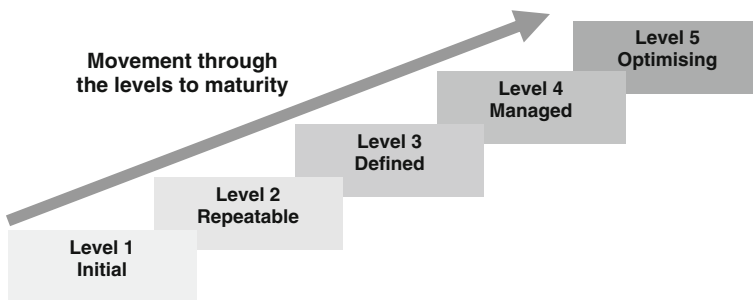 Movement through
the levels to maturity
Level 5
Optimising
Level 4
Managed
Level 3
Defined
Level 2
Repeatable
Level 1
Initial